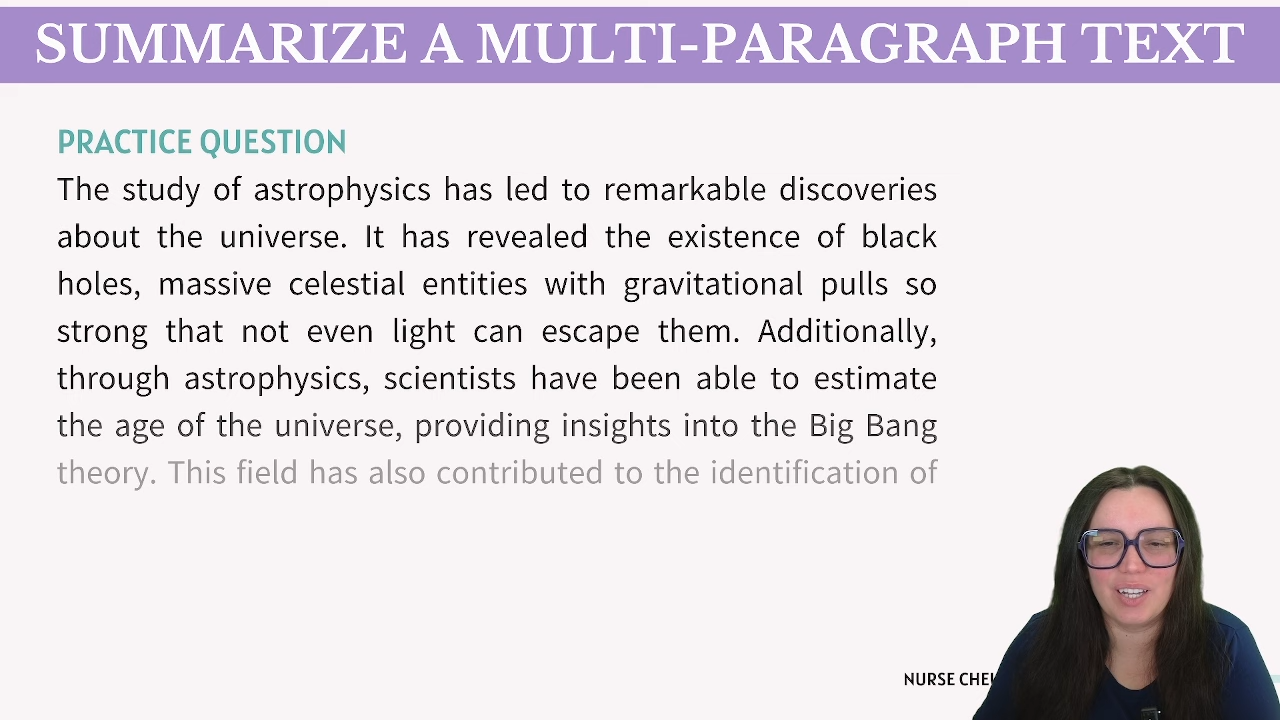 SUMMARIZE A MULTI-PARAGRAPH TEXT
PRACTICE QUESTION
The study of astrophysics has led to remarkable discoveries
about the universe. It has revealed the existence of black
holes, massive celestial entities with gravitational pulls so
strong that not even light can escape them. Additionally,
through astrophysics, scientists have been able to estimate
the age of the universe, providing insights into the Big Bang
theory. This field has also contributed to the identification of
NURSE